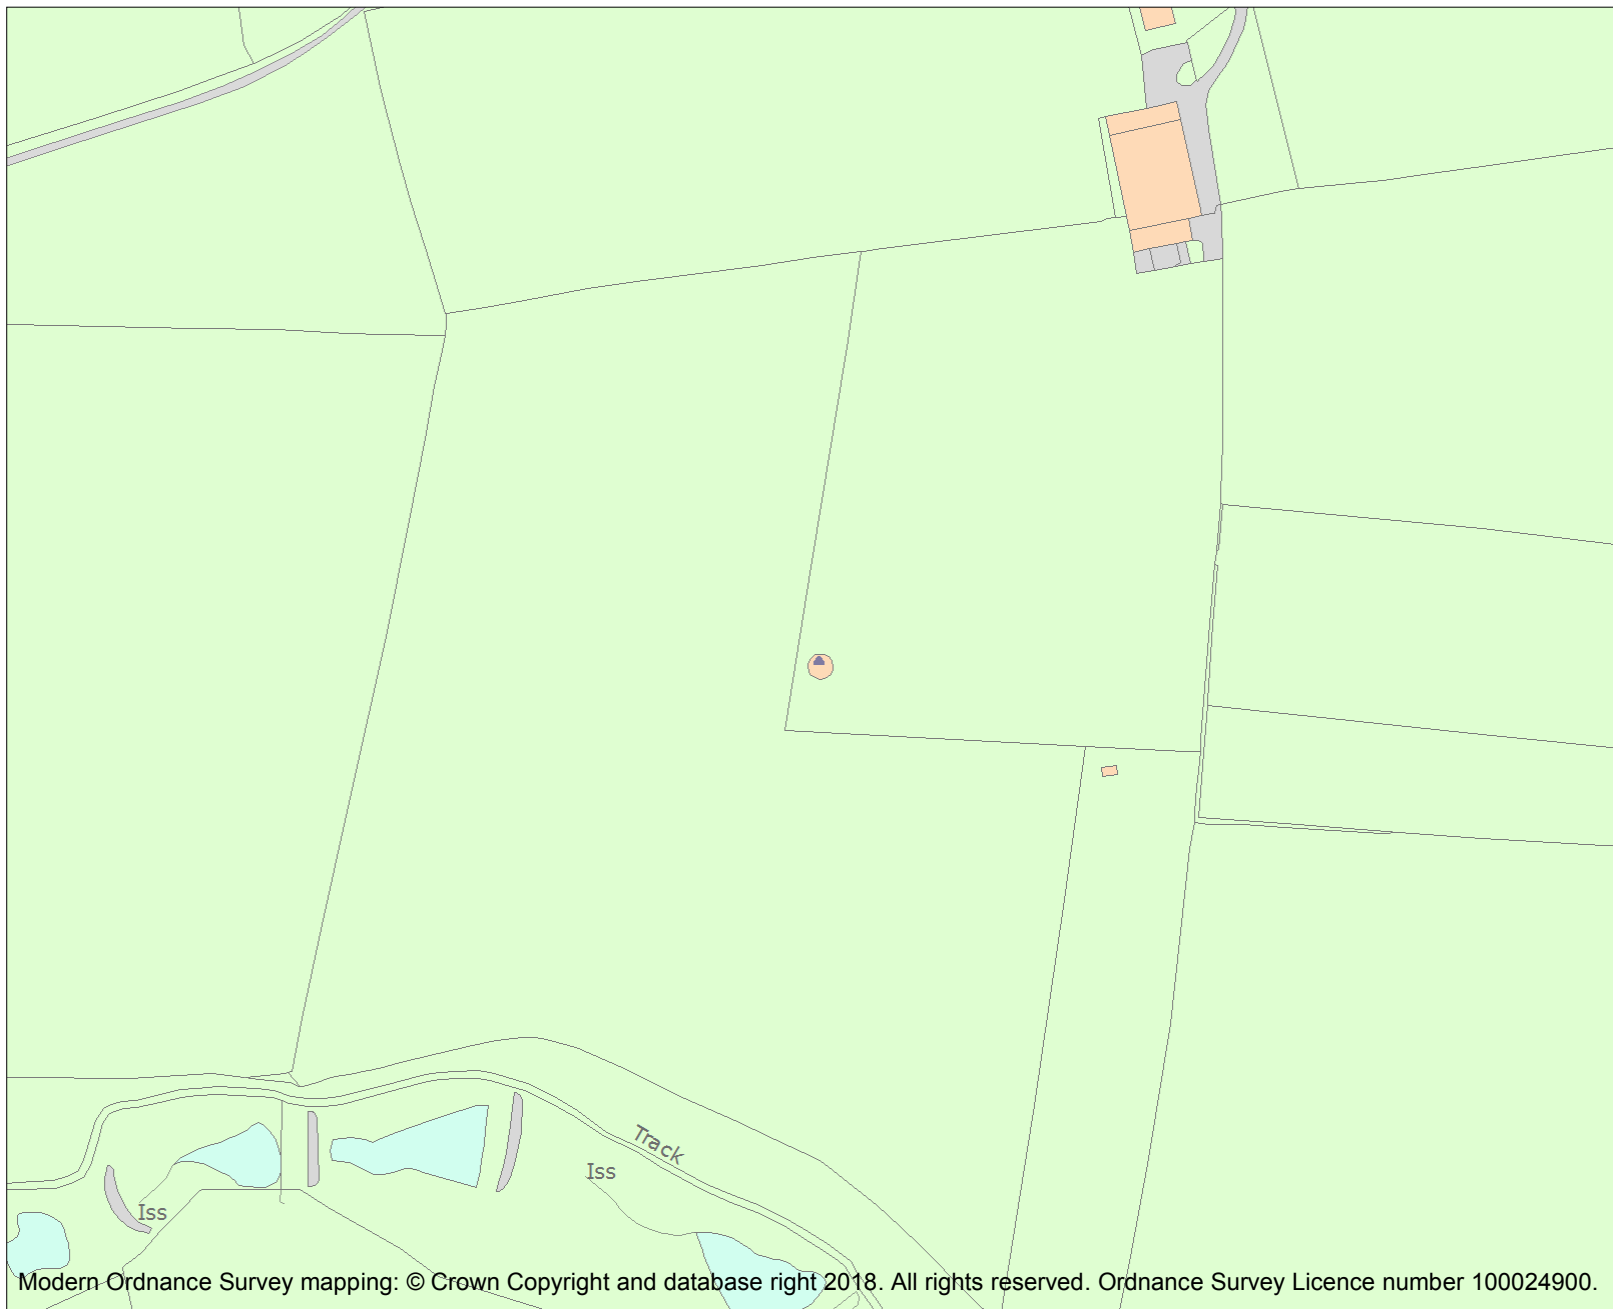 Track
Iss
Iss
Modern Ordnance Survey mapping: © Crown Copyright and database right 2018. All rights reserved. Ordnance Survey Licence number 100024900.